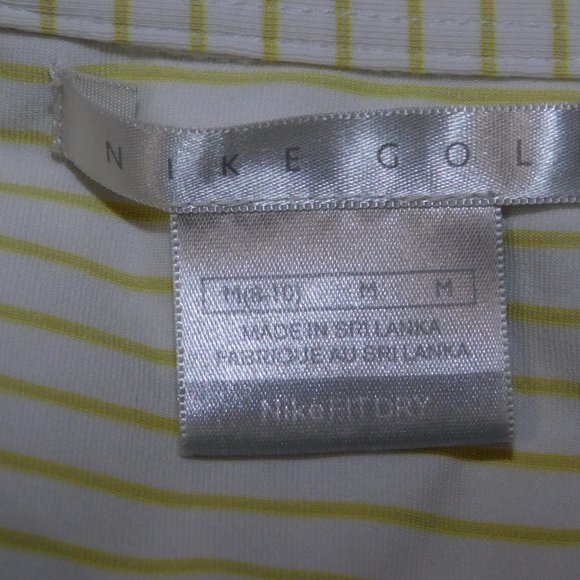 NIKE GOL
M(8-10) M M
MADE IN SRI LANKA
FABRIQUE AU SRI LANKA
Nike FIT DRY